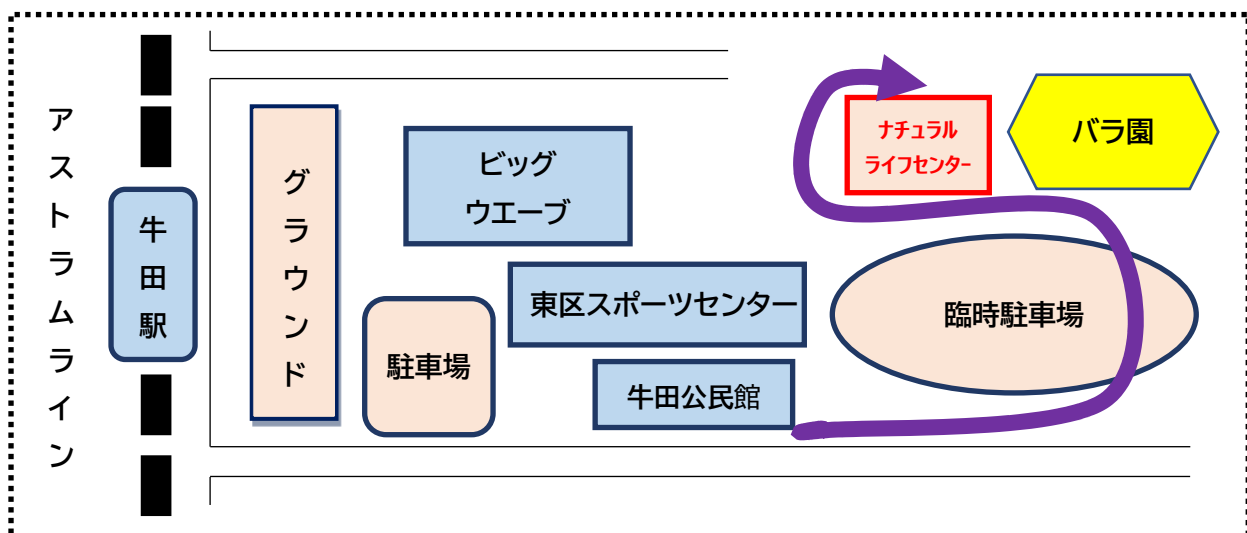 アストラムライン
牛田駅
グラウンド
ビッグ
ウエーブ
駐車場
東区スポーツセンター
牛田公民館
ナチュラル
ライフセンター
バラ園
臨時駐車場